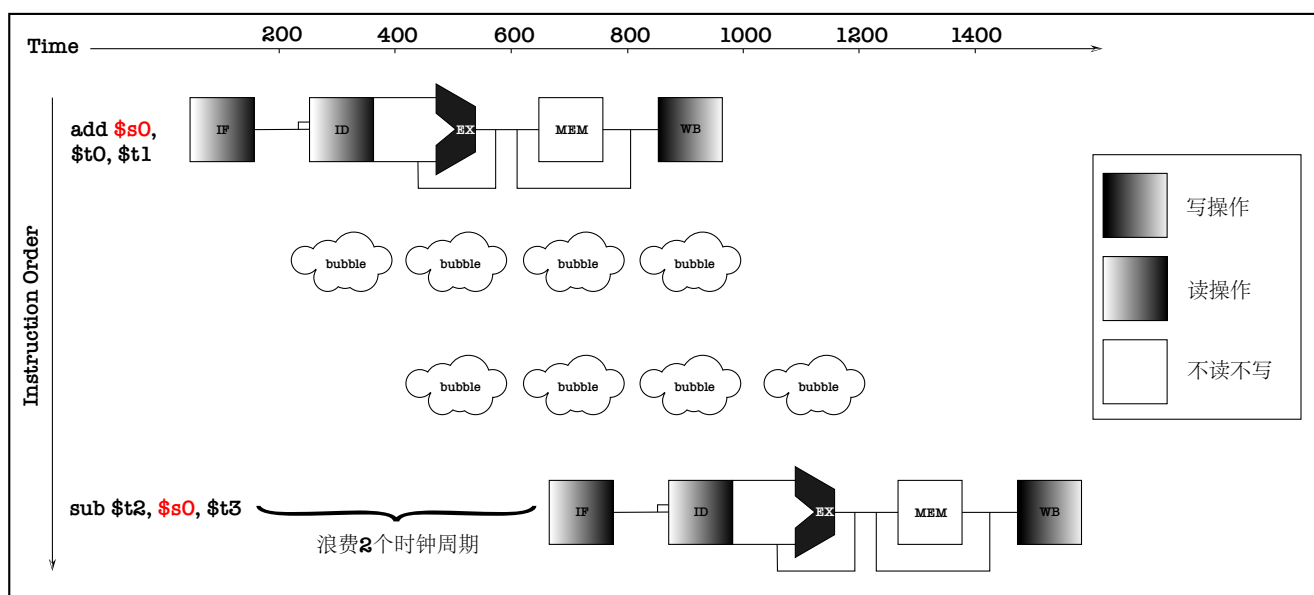 Time 200 400 600 800 1000 1200 1400
Instruction Order
add $s0,
$t0, $t1
IF ID EX MEM WB
bubble bubble bubble bubble
bubble bubble bubble bubble
sub $t2, $s0, $t3
IF ID EX MEM WB
浪费2个时钟周期
写操作
读操作
不读不写